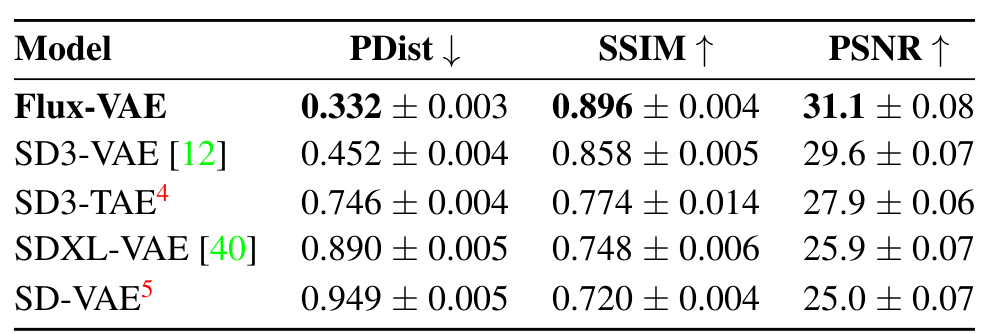 Model PDist ↓ SSIM ↑ PSNR ↑
Flux-VAE 0.332 ± 0.003 0.896 ± 0.004 31.1 ± 0.08
SD3-VAE [12] 0.452 ± 0.004 0.858 ± 0.005 29.6 ± 0.07
SD3-TAE4 0.746 ± 0.004 0.774 ± 0.014 27.9 ± 0.06
SDXL-VAE [40] 0.890 ± 0.005 0.748 ± 0.006 25.9 ± 0.07
SD-VAE5 0.949 ± 0.005 0.720 ± 0.004 25.0 ± 0.07